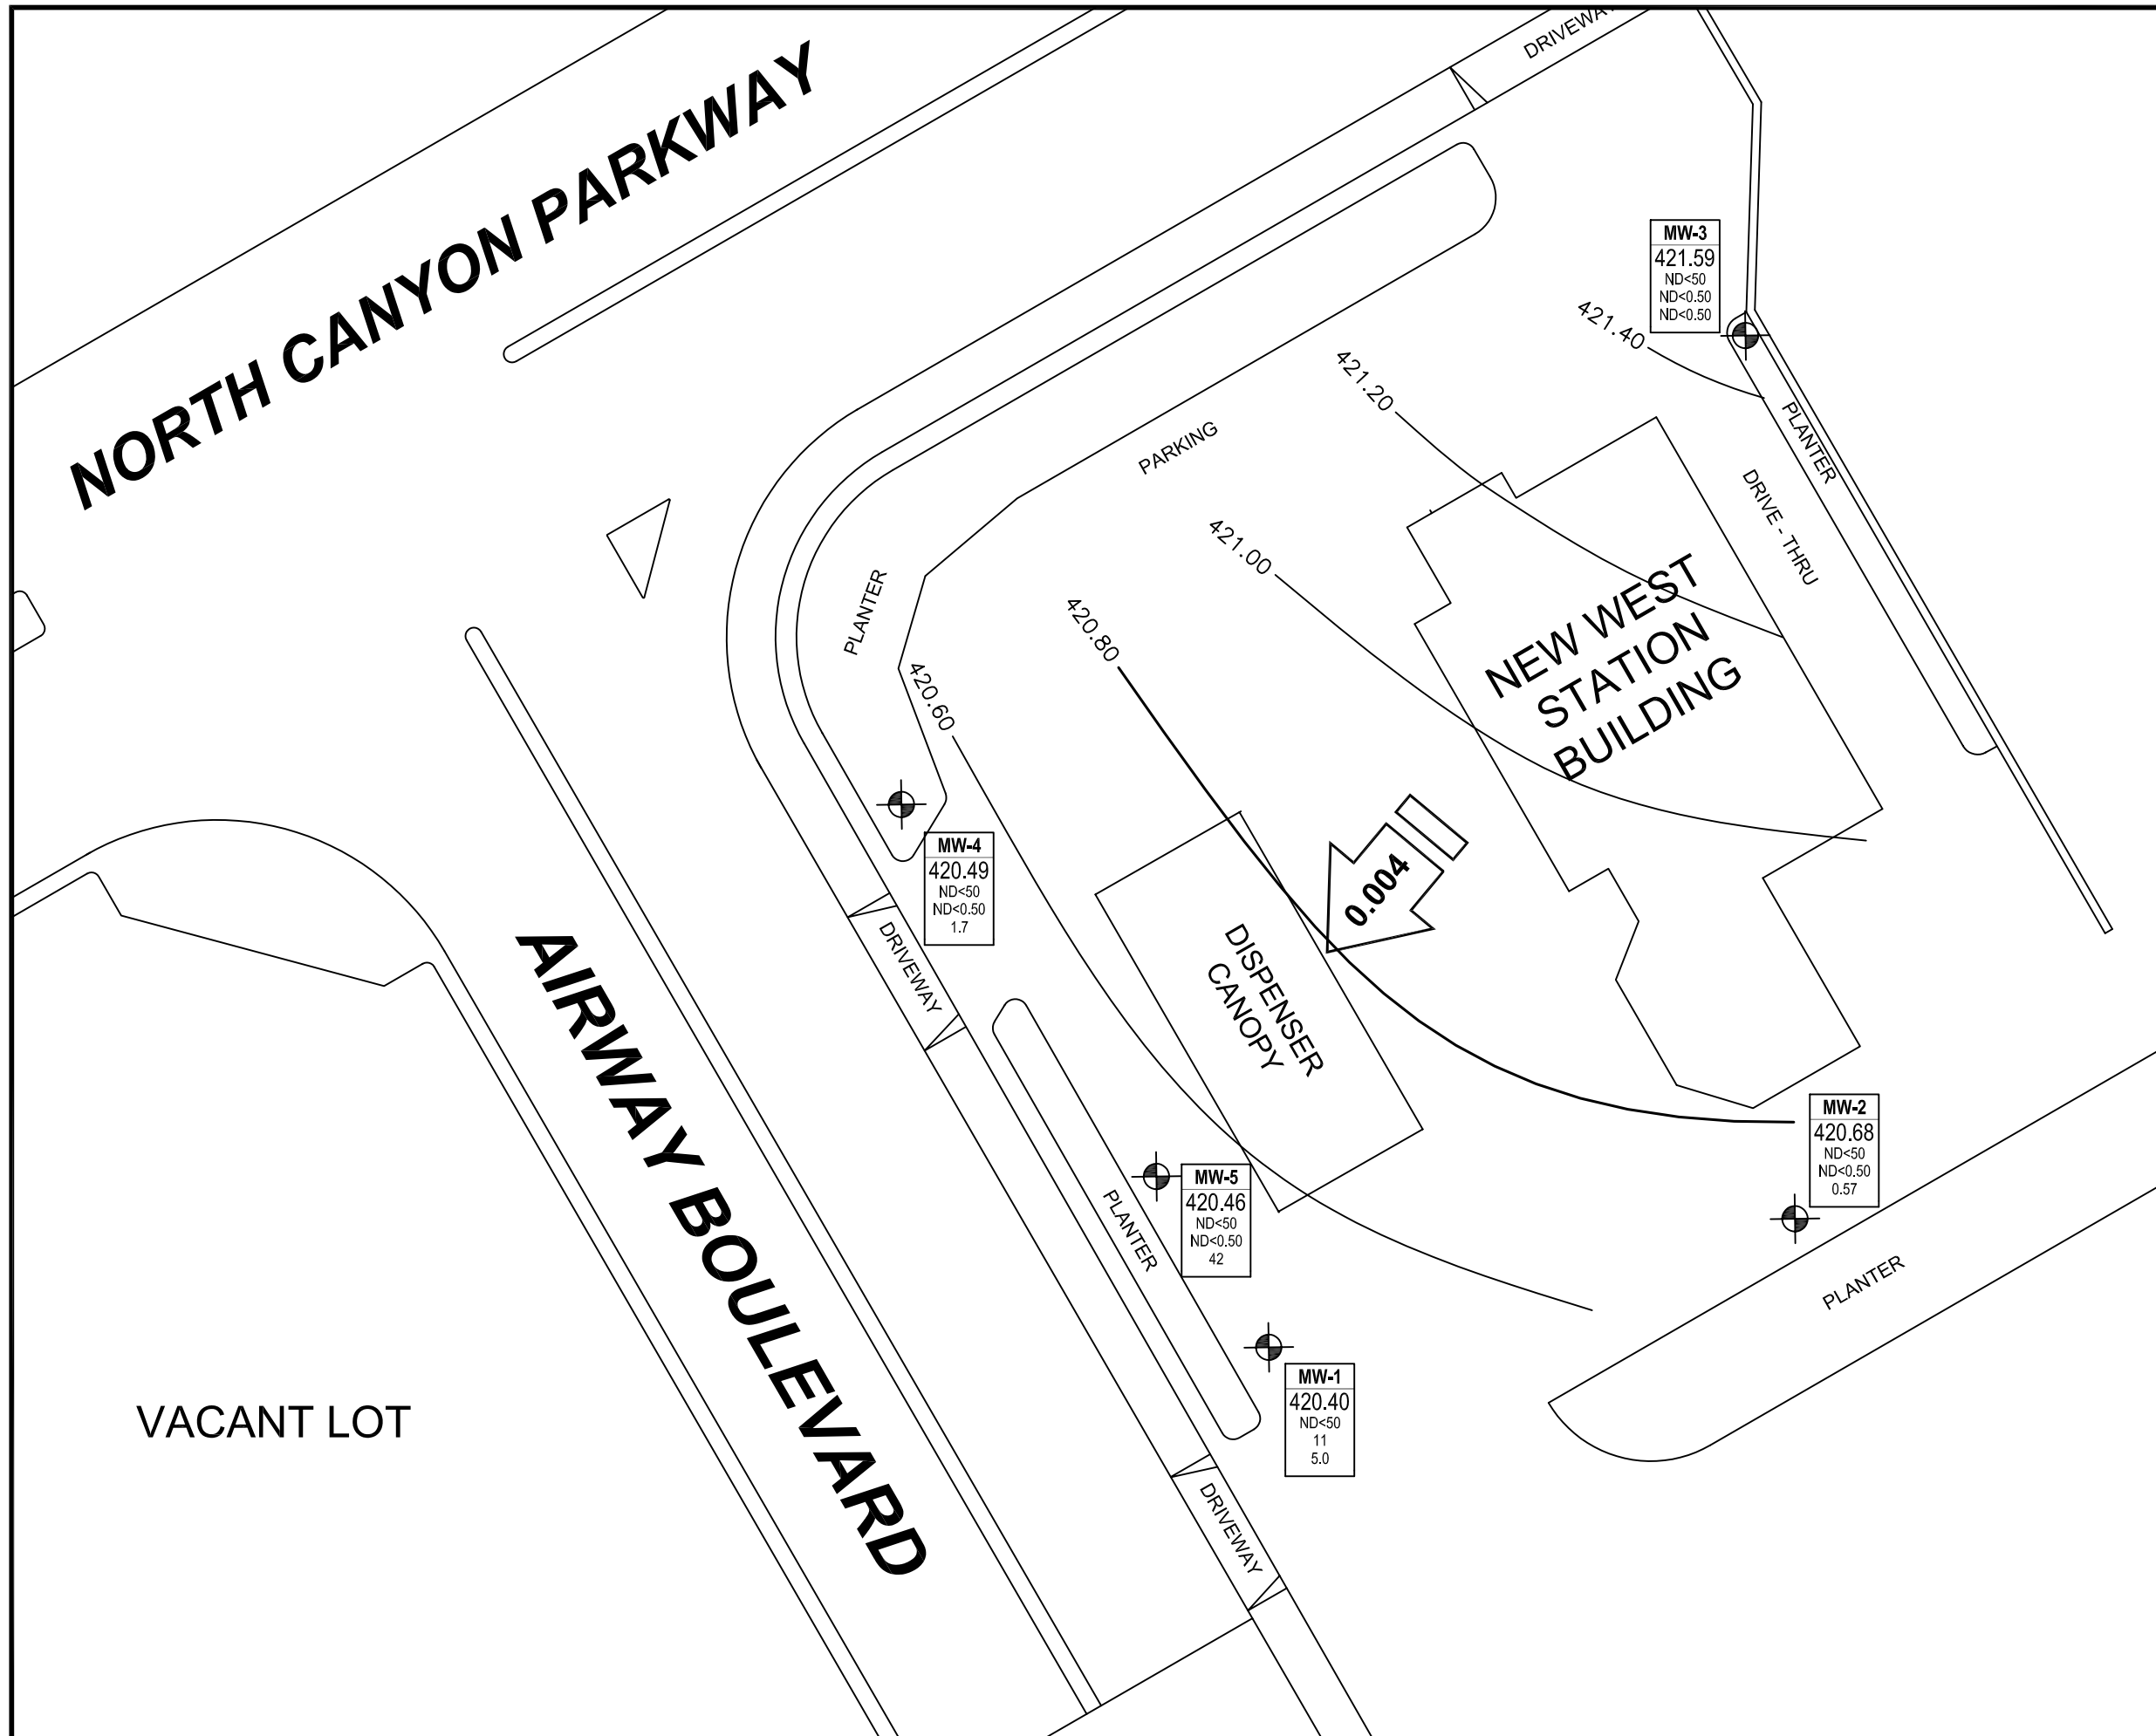 DRIVEWAY
NORTH CANYON PARKWAY
MW-3
421.59
ND<50
ND<0.50
ND<0.50
421.40
421.20
PARKING
PLANTER
DRIVE - THRU
421.00
NEW WEST
STATION
BUILDING
PLANTER
420.80
420.60
MW-4
420.49
ND<50
ND<0.50
1.7
0.004
DRIVEWAY
DISPENSER
CANOPY
AIRWAY BOULEVARD
MW-2
420.68
ND<50
ND<0.50
0.57
MW-5
420.46
ND<50
ND<0.50
42
PLANTER
PLANTER
MW-1
420.40
ND<50
11
5.0
VACANT LOT
DRIVEWAY